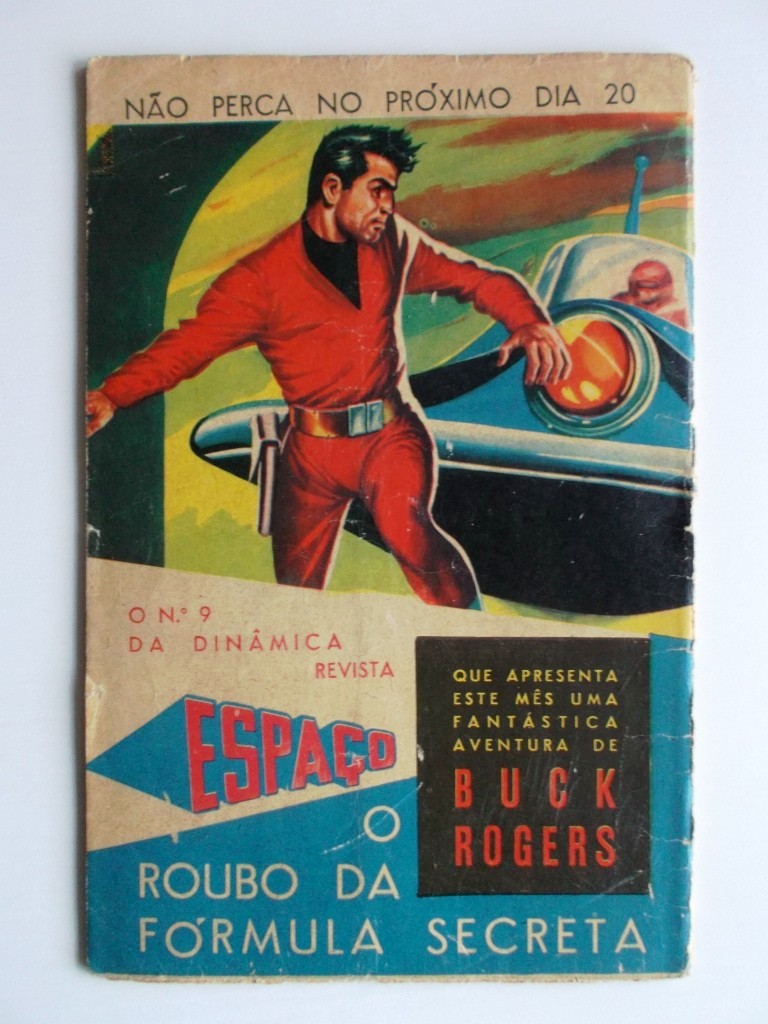 NÃO PERCA NO PRÓXIMO DIA 20
O N.º 9
DA DINÂMICA
REVISTA
ESPAÇO
QUE APRESENTA
ESTE MÊS UMA
FANTÁSTICA
AVENTURA DE
BUCK
ROGERS
O
ROUBO DA
FÓRMULA SECRETA